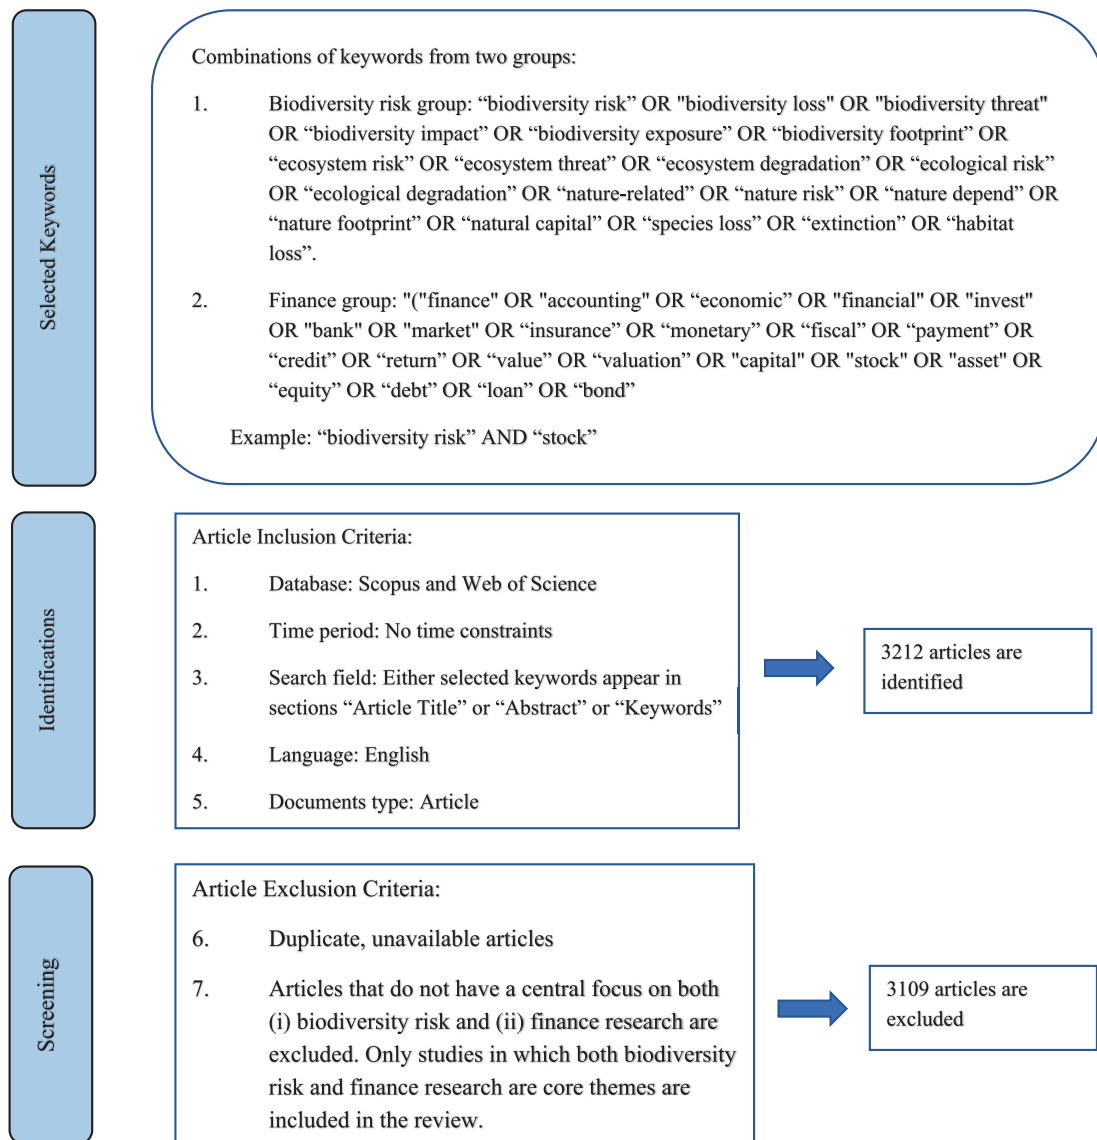 Selected Keywords
Combinations of keywords from two groups:
1. Biodiversity risk group: “biodiversity risk” OR "biodiversity loss" OR "biodiversity threat"
OR “biodiversity impact” OR “biodiversity exposure” OR “biodiversity footprint” OR
“ecosystem risk” OR “ecosystem threat” OR “ecosystem degradation” OR “ecological risk”
OR “ecological degradation” OR “nature-related” OR “nature risk” OR “nature depend” OR
“nature footprint” OR “natural capital” OR “species loss” OR “extinction” OR “habitat
loss”.
2. Finance group: "("finance" OR "accounting" OR “economic” OR "financial" OR "invest"
OR "bank" OR "market" OR “insurance” OR “monetary” OR “fiscal” OR “payment” OR
“credit” OR “return” OR “value” OR “valuation” OR "capital" OR "stock" OR "asset" OR
“equity” OR “debt” OR “loan” OR “bond”
Example: “biodiversity risk” AND “stock”
Identifications
Article Inclusion Criteria:
1. Database: Scopus and Web of Science
2. Time period: No time constraints
3. Search field: Either selected keywords appear in
sections “Article Title” or “Abstract” or “Keywords”
4. Language: English
5. Documents type: Article
3212 articles are
identified
Screening
Article Exclusion Criteria:
6. Duplicate, unavailable articles
7. Articles that do not have a central focus on both
(i) biodiversity risk and (ii) finance research are
excluded. Only studies in which both biodiversity
risk and finance research are core themes are
included in the review.
3109 articles are
excluded